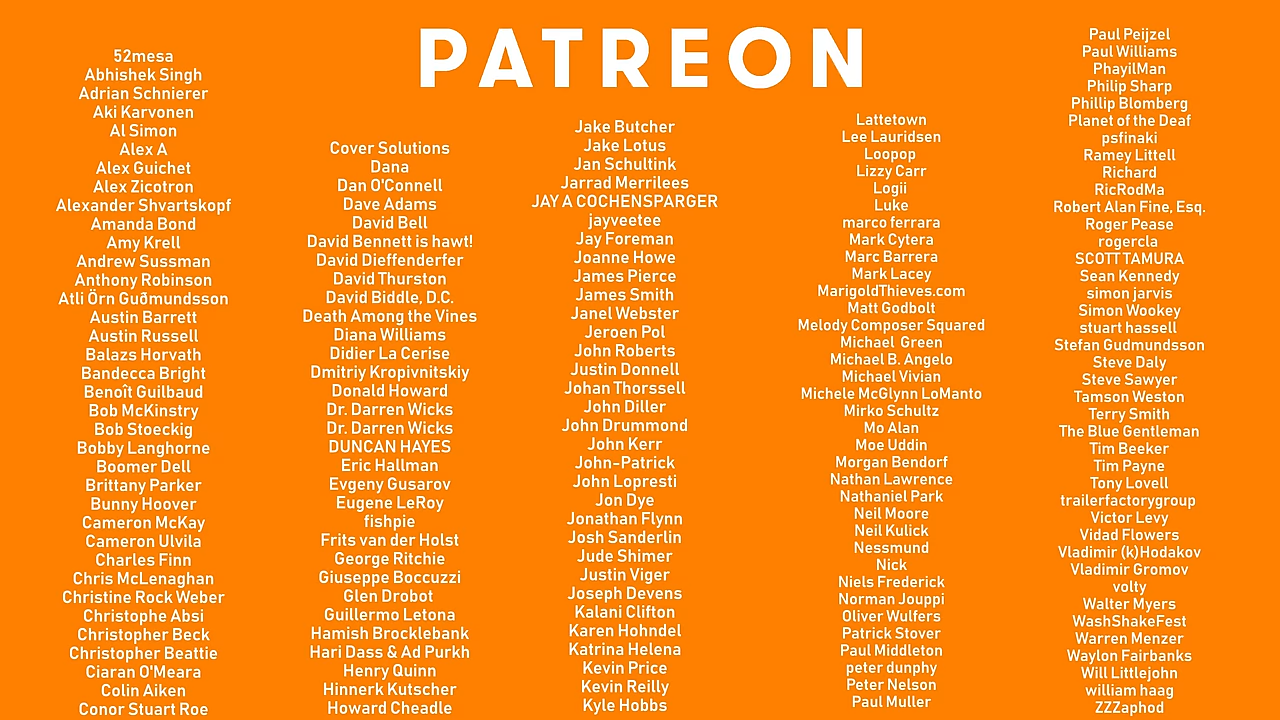 PATREON
52mesa
Abhishek Singh
Adrian Schnierer
Aki Karvonen
Al Simon
Alex A
Alex Guichet
Alex Zicotron
Alexander Shvartskopf
Amanda Bond
Amy Krell
Andrew Sussman
Anthony Robinson
Atli Örn Guðmundsson
Austin Barrett
Austin Russell
Balazs Horvath
Bandecca Bright
Benoît Guilbaud
Bob McKinstry
Bob Stoeckig
Bobby Langhorne
Boomer Dell
Brittany Parker
Bunny Hoover
Cameron McKay
Cameron Ulvila
Charles Finn
Chris McLenaghan
Christine Rock Weber
Christophe Absi
Christopher Beck
Christopher Beattie
Ciaran O'Meara
Colin Aiken
Conor Stuart Roe
Cover Solutions
Dana
Dan O'Connell
Dave Adams
David Bell
David Bennett is hawt!
David Dieffenderfer
David Thurston
David Biddle, D.C.
Death Among the Vines
Diana Williams
Didier La Cerise
Dmitriy Kropivnitskiy
Donald Howard
Dr. Darren Wicks
Dr. Darren Wicks
DUNCAN HAYES
Eric Hallman
Evgeny Gusarov
Eugene LeRoy
fishpie
Frits van der Holst
George Ritchie
Giuseppe Boccuzzi
Glen Drobot
Guillermo Letona
Hamish Brocklebank
Hari Dass & Ad Purkh
Henry Quinn
Hinnerk Kutscher
Howard Cheadle
Jake Butcher
Jake Lotus
Jan Schultink
Jarrad Merrilees
JAY A COCHENSPARGER
jayveetee
Jay Foreman
Joanne Howe
James Pierce
James Smith
Janel Webster
Jeroen Pol
John Roberts
Justin Donnell
Johan Thorssell
John Diller
John Drummond
John Kerr
John-Patrick
John Lopresti
Jon Dye
Jonathan Flynn
Josh Sanderlin
Jude Shimer
Justin Viger
Joseph Devens
Kalani Clifton
Karen Hohndel
Katrina Helena
Kevin Price
Kevin Reilly
Kyle Hobbs
Lattetown
Lee Lauridsen
Loopop
Lizzy Carr
Logii
Luke
marco ferrara
Mark Cytera
Marc Barrera
Mark Lacey
MarigoldThieves.com
Matt Godbolt
Melody Composer Squared
Michael Green
Michael B. Angelo
Michael Vivian
Michele McGlynn LoManto
Mirko Schultz
Mo Alan
Moe Uddin
Morgan Bendorf
Nathan Lawrence
Nathaniel Park
Neil Moore
Neil Kulick
Nessmund
Nick
Niels Frederick
Norman Jouppi
Oliver Wulfers
Patrick Stover
Paul Middleton
peter dunphy
Peter Nelson
Paul Muller
Paul Peijzel
Paul Williams
PhayilMan
Philip Sharp
Phillip Blomberg
Planet of the Deaf
psfinaki
Ramey Littell
Richard
RicRodMa
Robert Alan Fine, Esq.
Roger Pease
rogercla
SCOTT TAMURA
Sean Kennedy
simon jarvis
Simon Wookey
stuart hassell
Stefan Gudmundsson
Steve Daly
Steve Sawyer
Tamson Weston
Terry Smith
The Blue Gentleman
Tim Beeker
Tim Payne
Tony Lovell
trailerfactorygroup
Victor Levy
Vidad Flowers
Vladimir (k)Hodakov
Vladimir Gromov
volty
Walter Myers
WashShakeFest
Warren Menzer
Waylon Fairbanks
Will Littlejohn
william haag
ZZZaphod